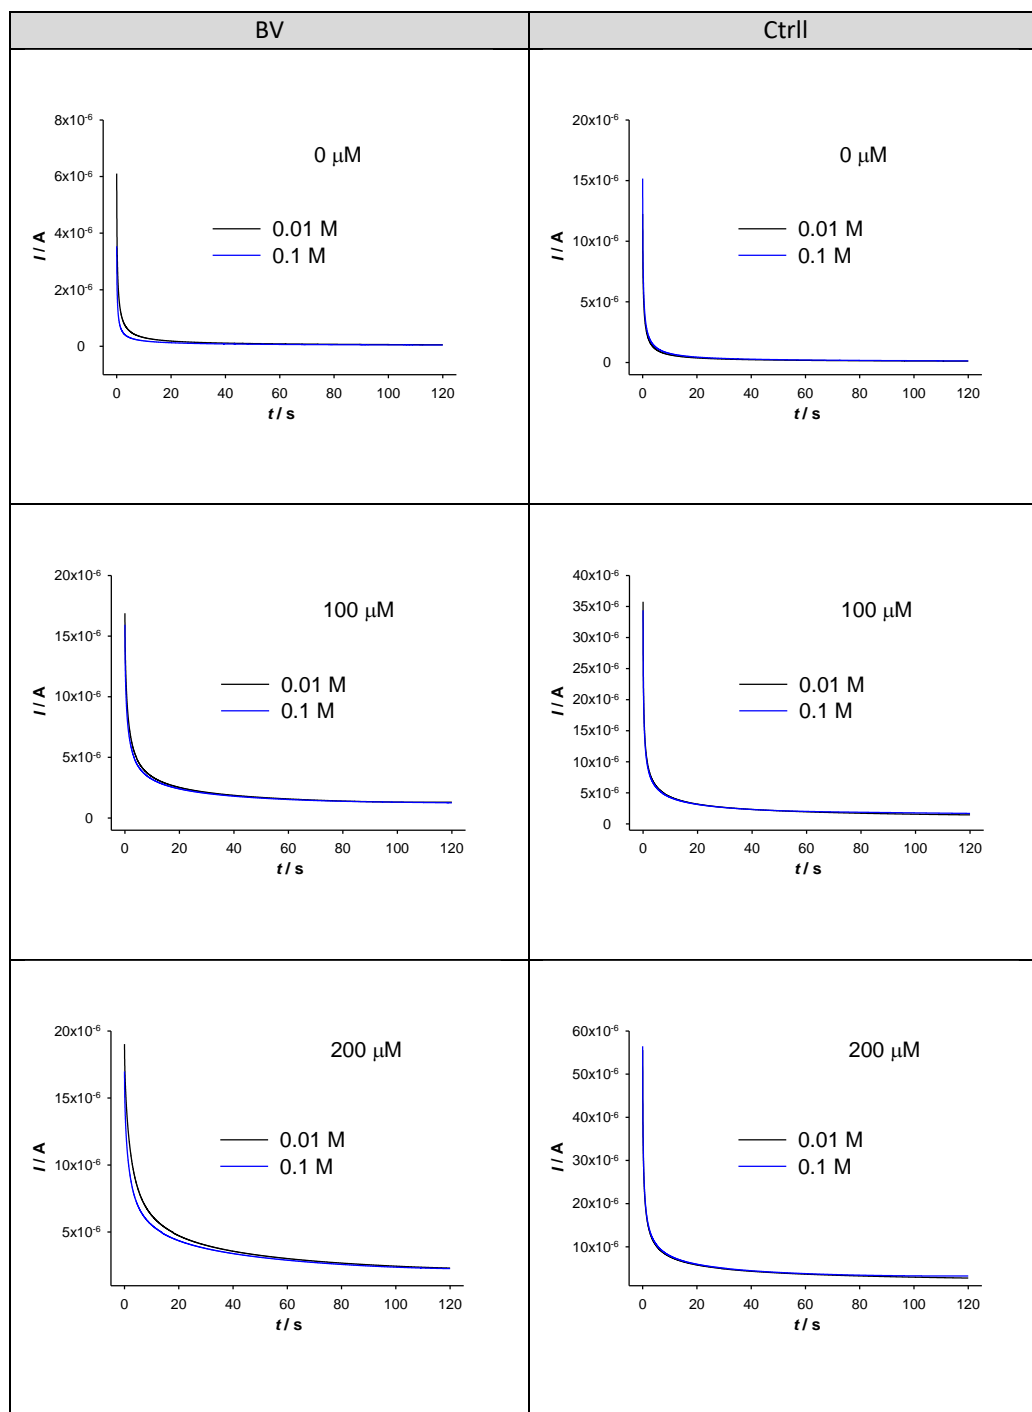 BV
Ctrll
8x10-6
6x10-6
4x10-6
2x10-6
0
I / A
0 µM
0.01 M
0.1 M
0 20 40 60 80 100 120
t / s
20x10-6
15x10-6
10x10-6
5x10-6
0
I / A
0 µM
0.01 M
0.1 M
0 20 40 60 80 100 120
t / s
20x10-6
15x10-6
10x10-6
5x10-6
0
I / A
100 µM
0.01 M
0.1 M
0 20 40 60 80 100 120
t / s
40x10-6
35x10-6
30x10-6
25x10-6
20x10-6
15x10-6
10x10-6
5x10-6
0
I / A
100 µM
0.01 M
0.1 M
0 20 40 60 80 100 120
t / s
20x10-6
15x10-6
10x10-6
5x10-6
I / A
200 µM
0.01 M
0.1 M
0 20 40 60 80 100 120
t / s
60x10-6
50x10-6
40x10-6
30x10-6
20x10-6
10x10-6
I / A
200 µM
0.01 M
0.1 M
0 20 40 60 80 100 120
t / s